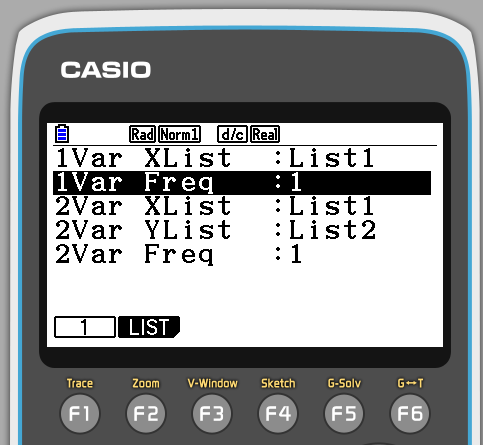 CASIO
Rad Norm1 d/c Real
1Var XList :List1
1Var Freq :1
2Var XList :List1
2Var YList :List2
2Var Freq :1
1 LIST
Trace Zoom V-Window Sketch G-Solv G↔T
F1 F2 F3 F4 F5 F6